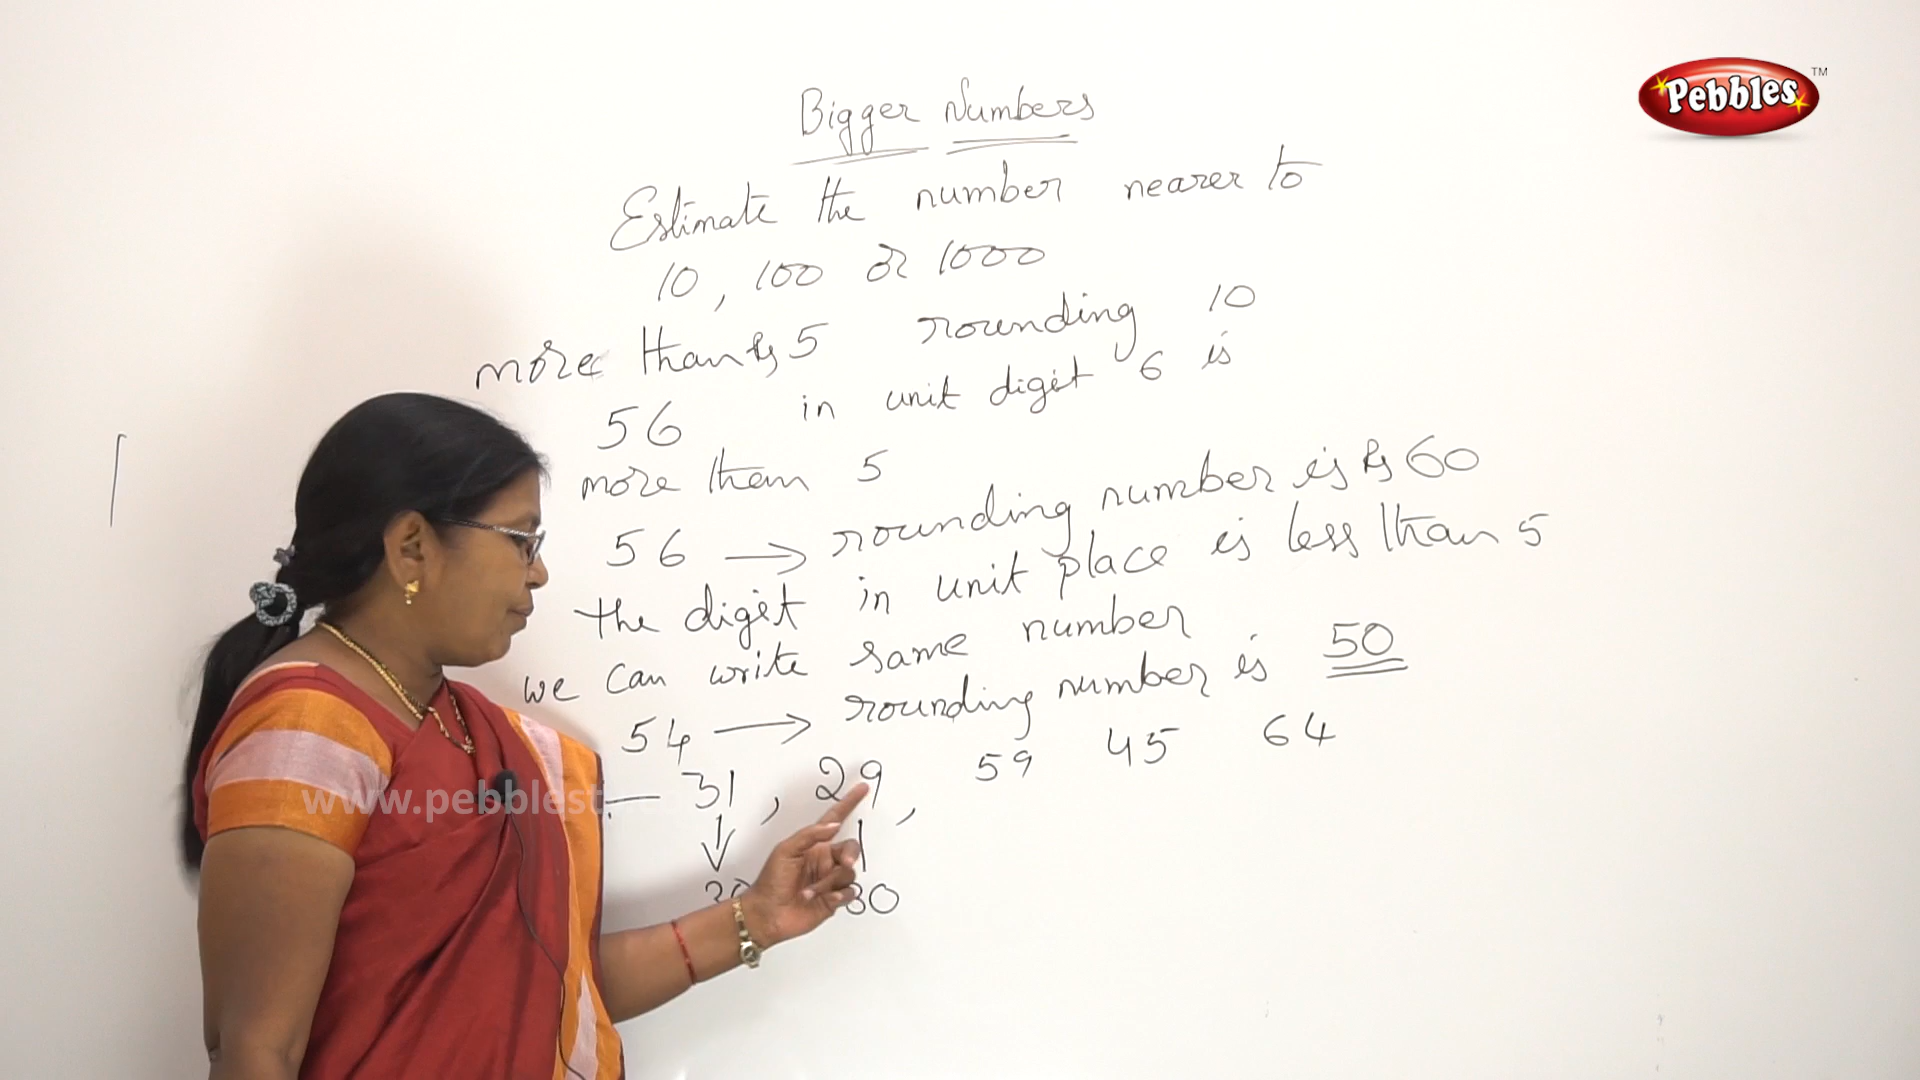 Pebbles TM
Bigger Numbers
Estimate the number nearer to
10, 100 or 1000
more than 5 rounding 10
56 in unit digit 6 is
more than 5
56 → rounding number is 60
the digit in unit place is less than 5
we can write same number
54 → rounding number is 50
31, 29, 59 45 64
30 30
www.pebblest